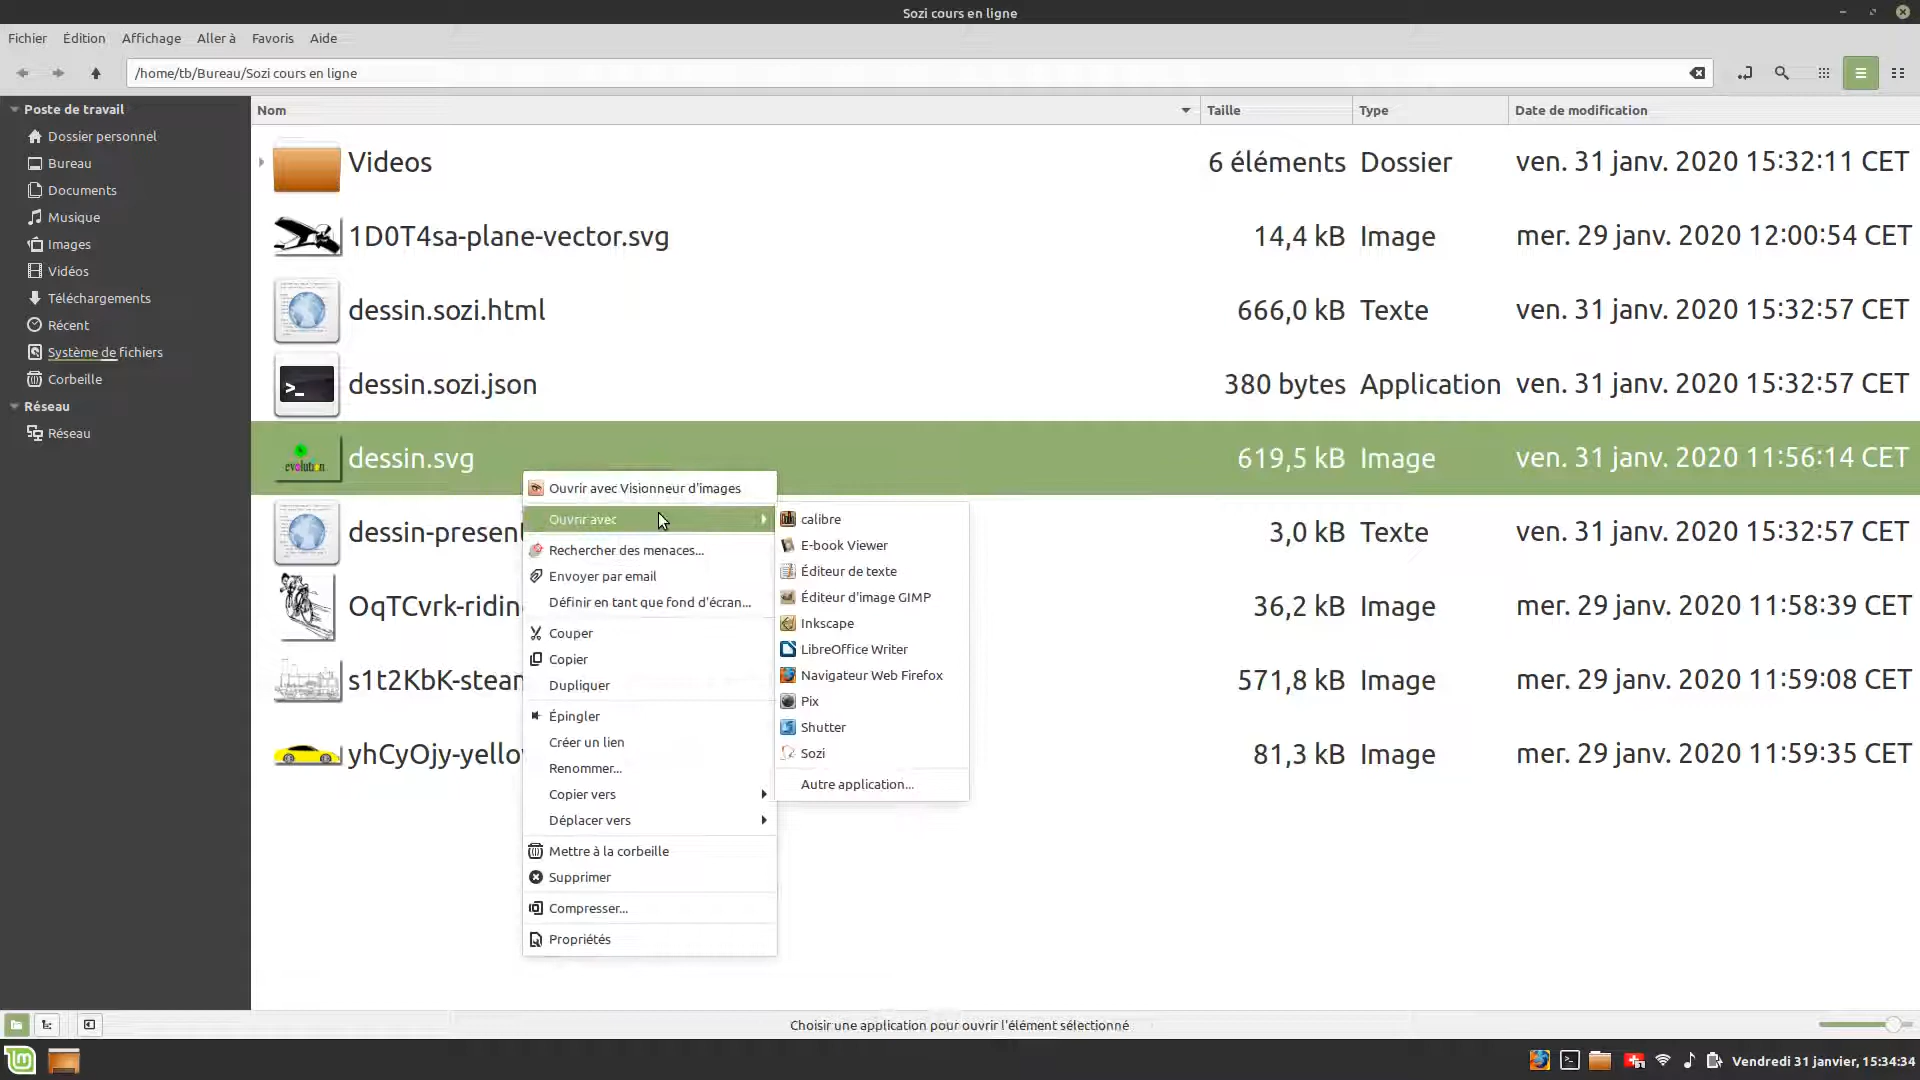 Sozi cours en ligne
Fichier Édition Affichage Aller à Favoris Aide
/home/tb/Bureau/Sozi cours en ligne
Poste de travail
Dossier personnel
Bureau
Documents
Musique
Images
Vidéos
Téléchargements
Récent
Système de fichiers
Corbeille
Réseau
Réseau
Nom Taille Type Date de modification
Videos 6 éléments Dossier ven. 31 janv. 2020 15:32:11 CET
1D0T4sa-plane-vector.svg 14,4 kB Image mer. 29 janv. 2020 12:00:54 CET
dessin.sozi.html 666,0 kB Texte ven. 31 janv. 2020 15:32:57 CET
dessin.sozi.json 380 bytes Application ven. 31 janv. 2020 15:32:57 CET
evolution dessin.svg 619,5 kB Image ven. 31 janv. 2020 11:56:14 CET
dessin-present 3,0 kB Texte ven. 31 janv. 2020 15:32:57 CET
OqTCvrk-ridin 36,2 kB Image mer. 29 janv. 2020 11:58:39 CET
s1t2KbK-stean 571,8 kB Image mer. 29 janv. 2020 11:59:08 CET
yhCyOjy-yello 81,3 kB Image mer. 29 janv. 2020 11:59:35 CET
Ouvrir avec Visionneur d'images
Ouvrir avec
Rechercher des menaces...
Envoyer par email
Définir en tant que fond d'écran...
Couper
Copier
Dupliquer
Épingler
Créer un lien
Renommer...
Copier vers
Déplacer vers
Mettre à la corbeille
Supprimer
Compresser...
Propriétés
calibre
E-book Viewer
Éditeur de texte
Éditeur d'image GIMP
Inkscape
LibreOffice Writer
Navigateur Web Firefox
Pix
Shutter
Sozi
Autre application...
Choisir une application pour ouvrir l'élément sélectionné
Vendredi 31 janvier, 15:34:34